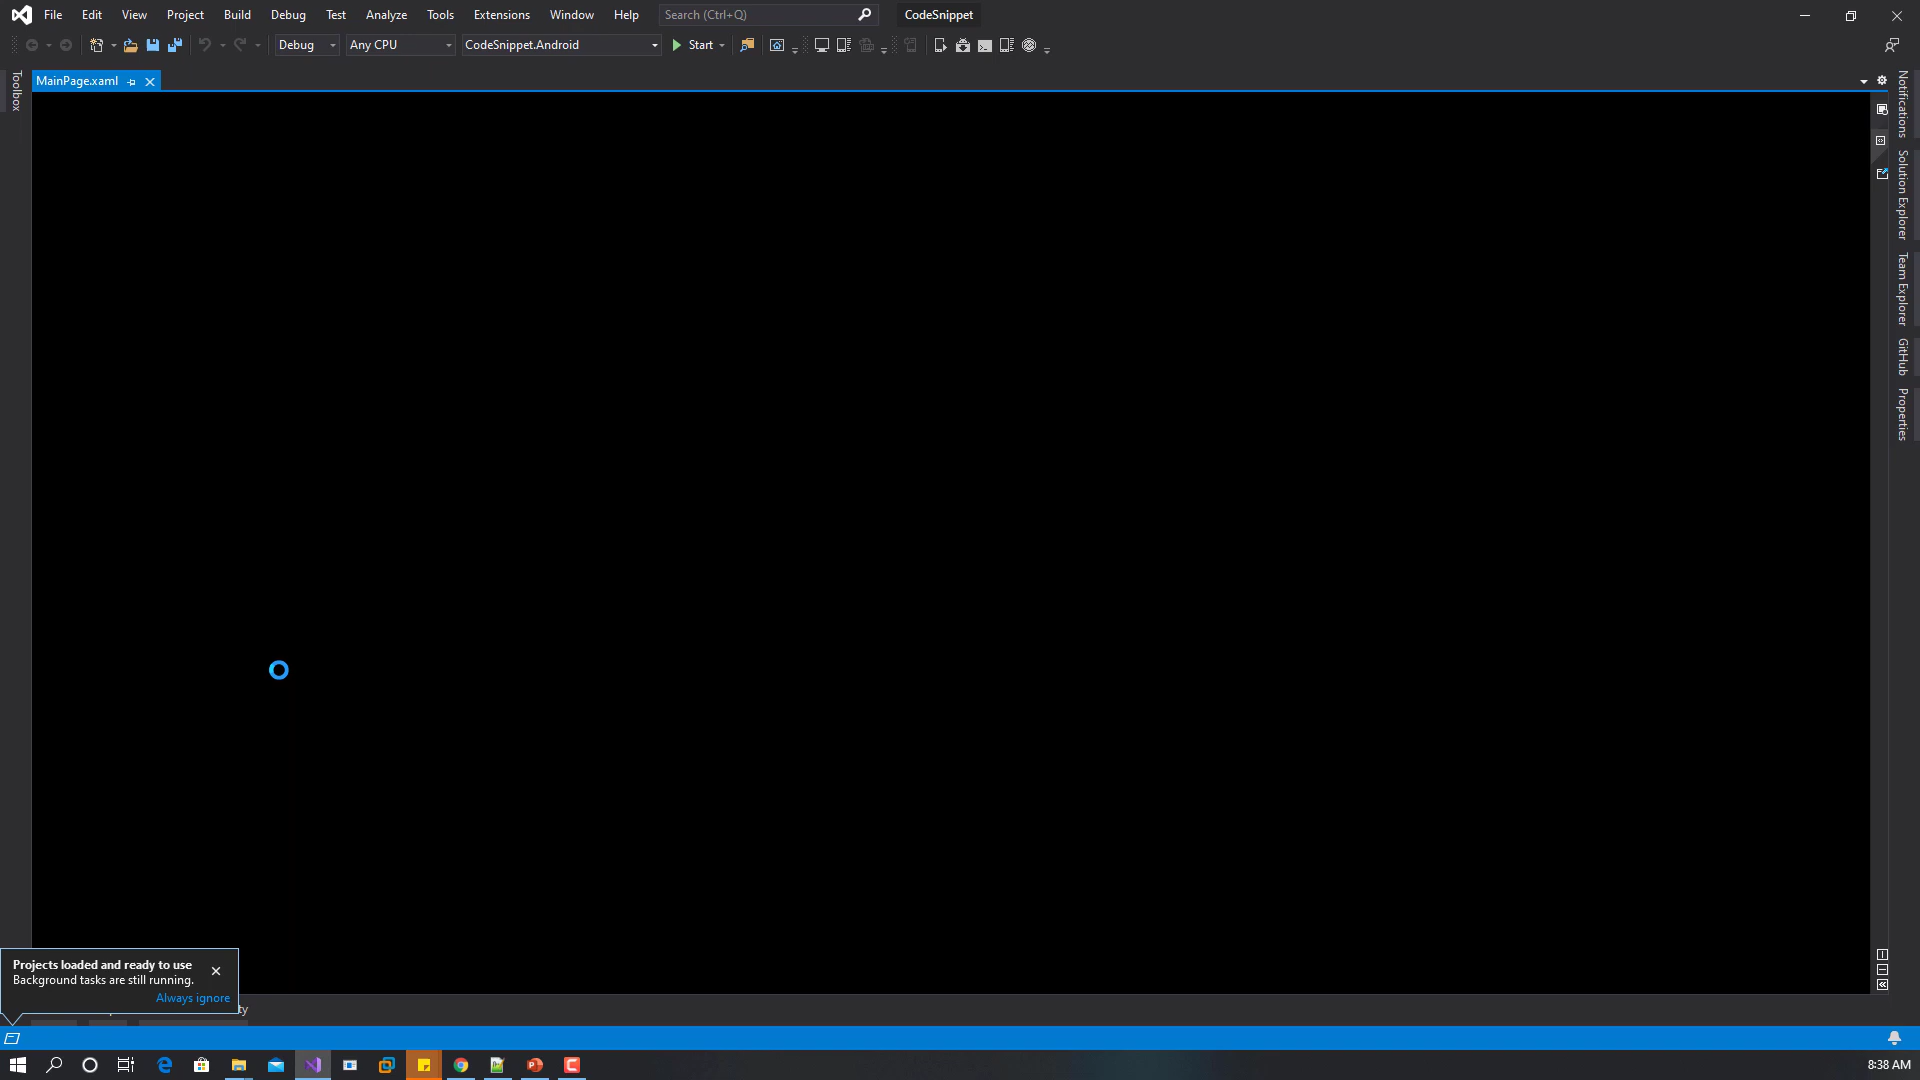 File Edit View Project Build Debug Test Analyze Tools Extensions Window Help Search (Ctrl+Q) CodeSnippet
Debug Any CPU CodeSnippet.Android Start
MainPage.xaml
Toolbox
Notifications
Solution Explorer
Team Explorer
GitHub
Properties
Projects loaded and ready to use
Background tasks are still running.
Always ignore
ty
8:38 AM